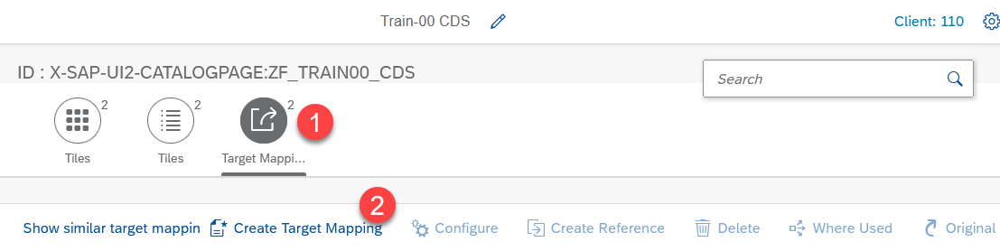 Train-00 CDS
Client: 110
ID : X-SAP-UI2-CATALOGPAGE:ZF_TRAIN00_CDS
Search
2
2
2
1
Tiles
Tiles
Target Mappi...
2
Show similar target mappin
Create Target Mapping
Configure
Create Reference
Delete
Where Used
Original